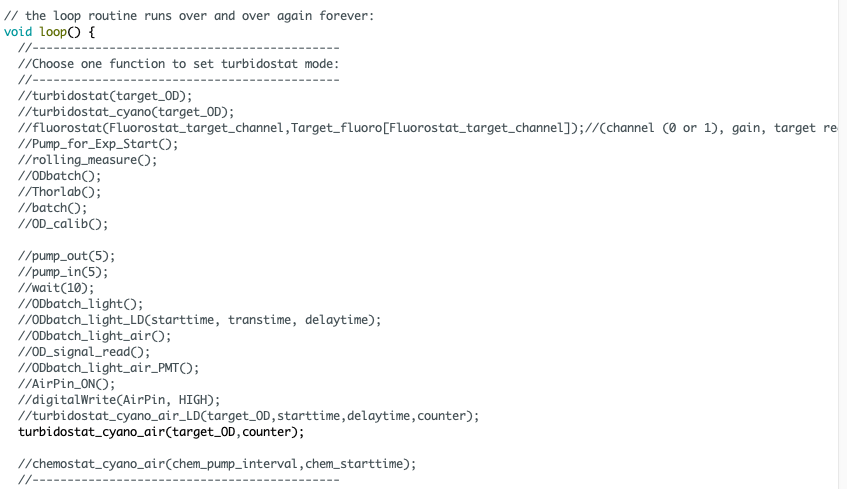 // the loop routine runs over and over again forever:
void loop() {
//--------------------------------------------
//Choose one function to set turbidostat mode:
//--------------------------------------------
//turbidostat(target_OD);
//turbidostat_cyano(target_OD);
//fluorostat(Fluorostat_target_channel,Target_fluoro[Fluorostat_target_channel]);//(channel (0 or 1), gain, target re
//Pump_for_Exp_Start();
//rolling_measure();
//ODbatch();
//Thorlab();
//batch();
//OD_calib();
//pump_out(5);
//pump_in(5);
//wait(10);
//ODbatch_light();
//ODbatch_light_LD(starttime, transtime, delaytime);
//ODbatch_light_air();
//OD_signal_read();
//ODbatch_light_air_PMT();
//AirPin_ON();
//digitalWrite(AirPin, HIGH);
//turbidostat_cyano_air_LD(target_OD,starttime,delaytime,counter);
turbidostat_cyano_air(target_OD,counter);
//chemostat_cyano_air(chem_pump_interval,chem_starttime);
//--------------------------------------------